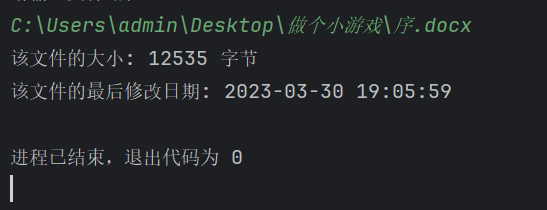 C:\Users\admin\Desktop\做个小游戏\序.docx
该文件的大小: 12535 字节
该文件的最后修改日期: 2023-03-30 19:05:59
进程已结束，退出代码为 0